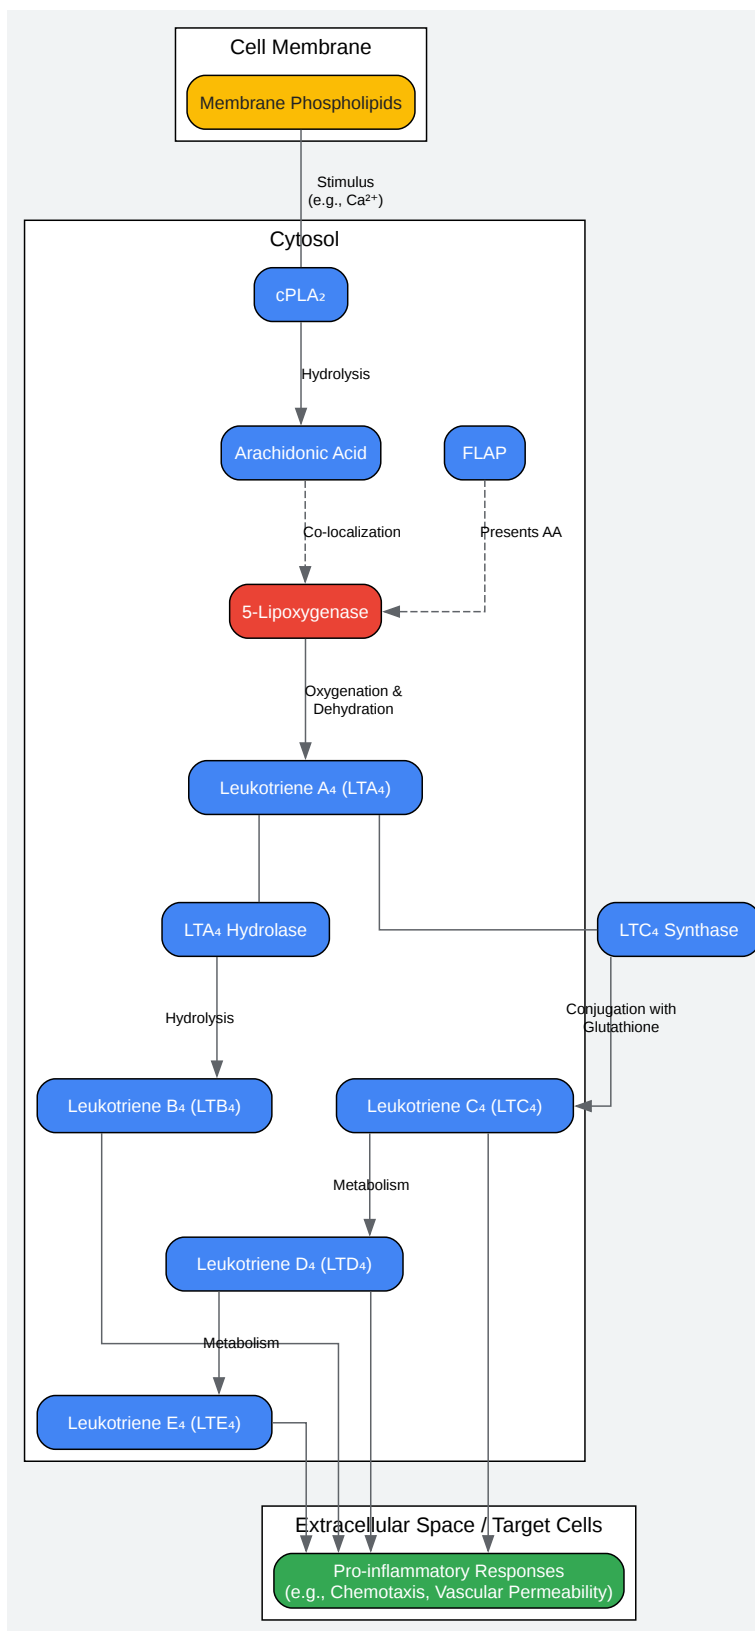 Cell Membrane
Membrane Phospholipids
Stimulus
(e.g., Ca²⁺)
Cytosol
cPLA₂
Hydrolysis
Arachidonic Acid
FLAP
Co-localization
Presents AA
5-Lipoxygenase
Oxygenation &
Dehydration
Leukotriene A₄ (LTA₄)
LTA₄ Hydrolase
LTC₄ Synthase
Hydrolysis
Conjugation with
Glutathione
Leukotriene B₄ (LTB₄)
Leukotriene C₄ (LTC₄)
Metabolism
Leukotriene D₄ (LTD₄)
Metabolism
Leukotriene E₄ (LTE₄)
Extracellular Space / Target Cells
Pro-inflammatory Responses
(e.g., Chemotaxis, Vascular Permeability)